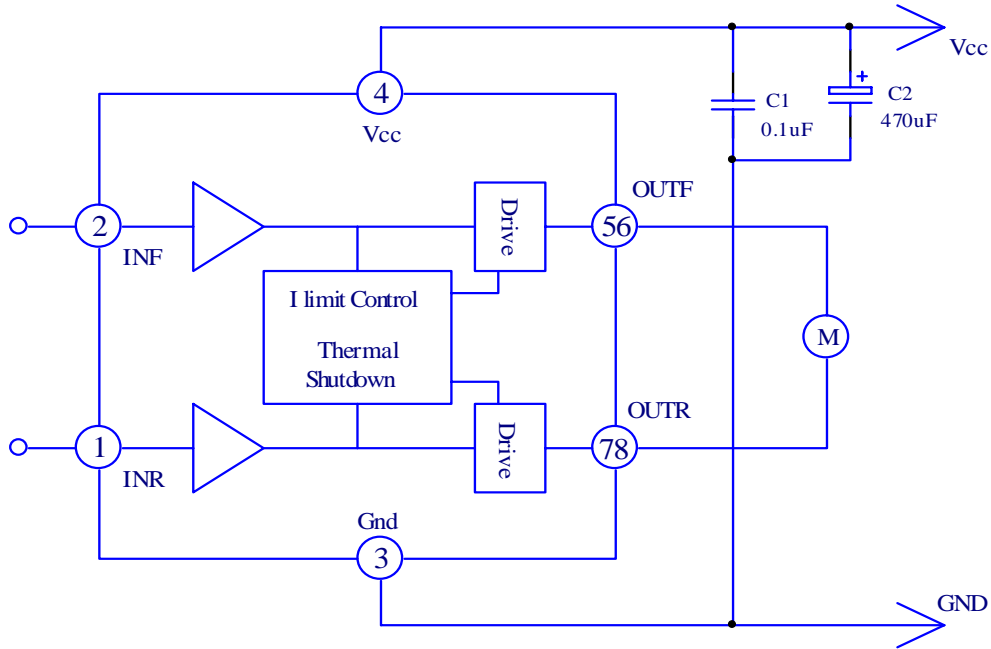 Vcc
4
Vcc
C1
0.1uF
+
C2
470uF
OUTF
2
INF
Drive
56
I limit Control
Thermal
Shutdown
M
OUTR
1
INR
Drive
78
Gnd
3
GND